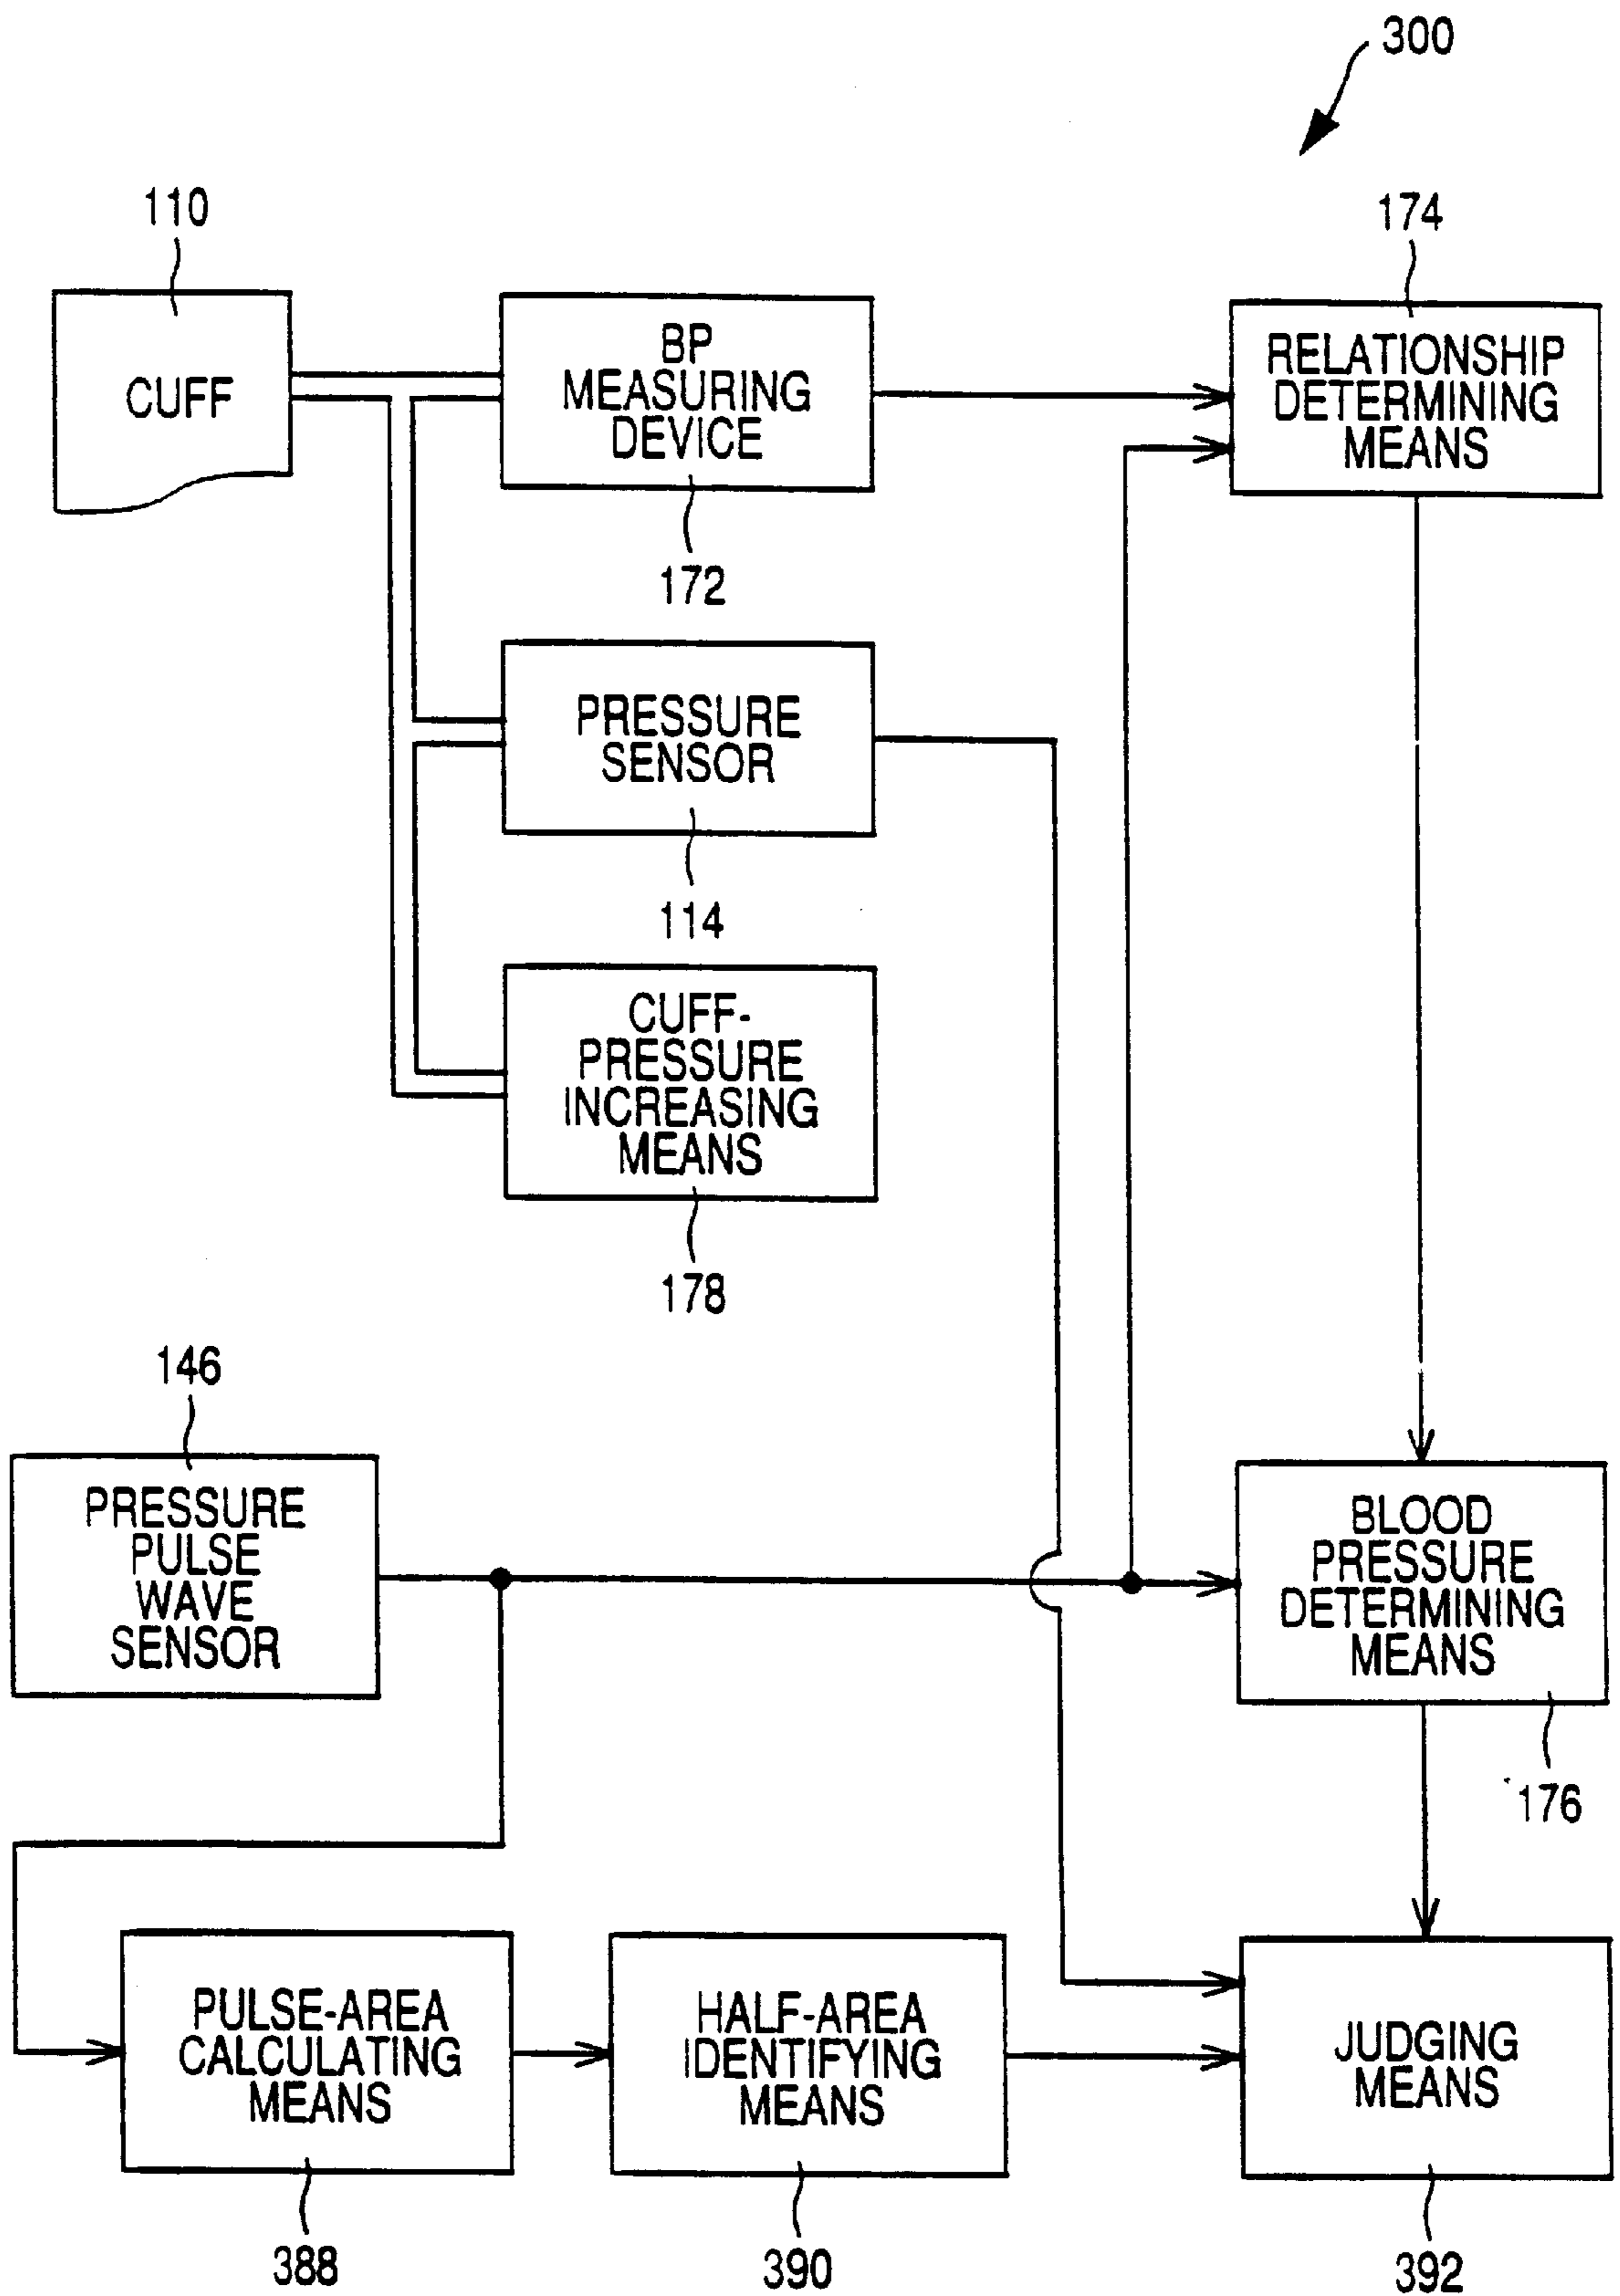 300
110
174
CUFF
BP
MEASURING
DEVICE
RELATIONSHIP
DETERMINING
MEANS
172
PRESSURE
SENSOR
114
CUFF-
PRESSURE
INCREASING
MEANS
178
146
PRESSURE
PULSE
WAVE
SENSOR
BLOOD
PRESSURE
DETERMINING
MEANS
176
PULSE-AREA
CALCULATING
MEANS
HALF-AREA
IDENTIFYING
MEANS
JUDGING
MEANS
388
390
392